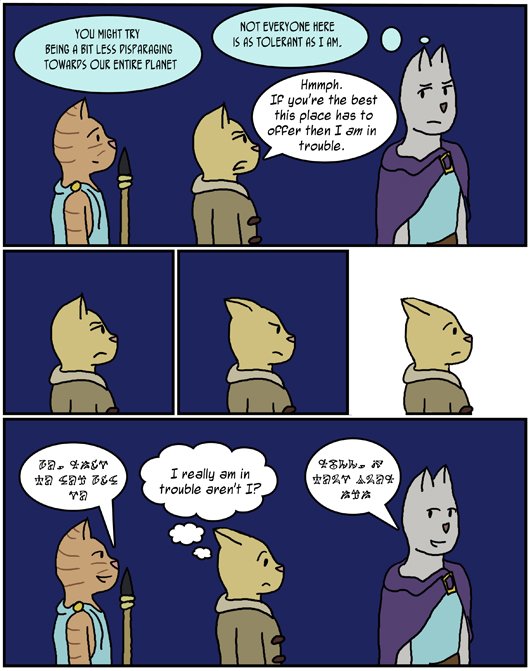 YOU MIGHT TRY
BEING A BIT LESS DISPARAGING
TOWARDS OUR ENTIRE PLANET
NOT EVERYONE HERE
IS AS TOLERANT AS I AM.
Hmmph.
If you're the best
this place has to
offer then I am in
trouble.
I really am in
trouble aren't I?